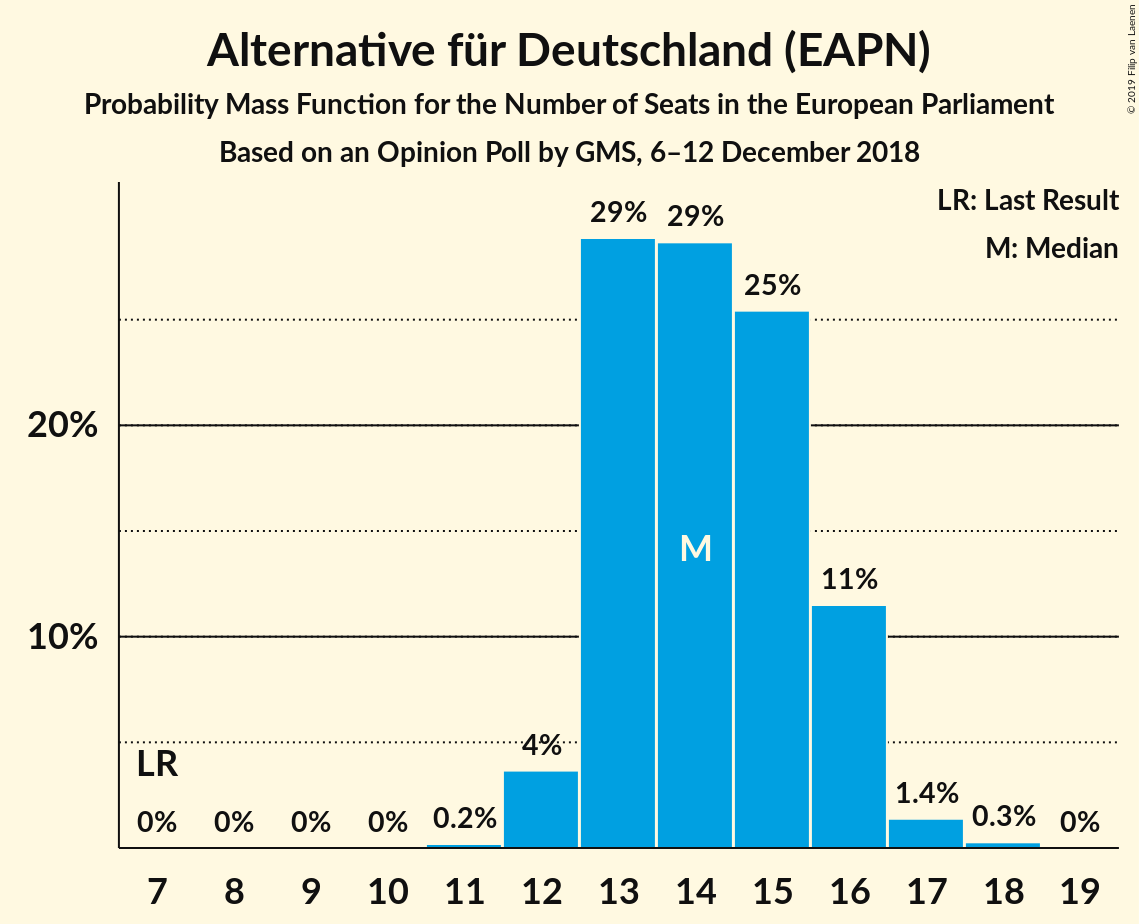 Alternative für Deutschland (EAPN)
Probability Mass Function for the Number of Seats in the European Parliament
Based on an Opinion Poll by GMS, 6–12 December 2018
© 2019 Filip van Laenen
LR: Last Result
M: Median
29%
29%
25%
20%
M
11%
10%
4%
LR
1.4%
0% 0% 0% 0% 0.2% 0.3% 0%
7 8 9 10 11 12 13 14 15 16 17 18 19